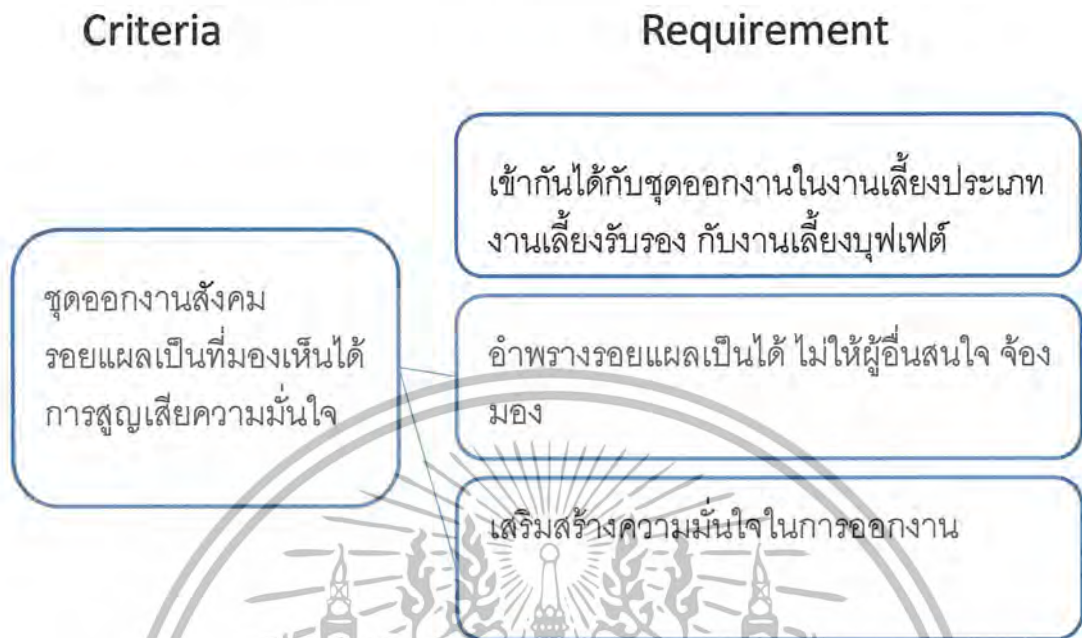 Criteria
Requirement
ชุดออกงานสังคม
รอยแผลเป็นที่มองเห็นได้
การสูญเสียความมั่นใจ
เข้ากันได้กับชุดออกงานในงานเลี้ยงประเภท
งานเลี้ยงรับรอง กับงานเลี้ยงบุฟเฟต์
อำพรางรอยแผลเป็นได้ ไม่ให้ผู้อื่นสนใจ จ้อง
มอง
เสริมสร้างความมั่นใจในการออกงาน